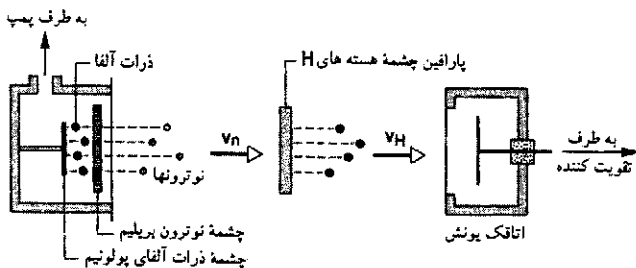 به طرف پمپ
ذرات آلفا
پارافین چشمهٔ هسته های H
vn
vH
نوترونها
به طرف
تقویت کننده
اتاقک یونش
چشمهٔ نوترون بریلیم
چشمهٔ ذرات آلفای پولونیم